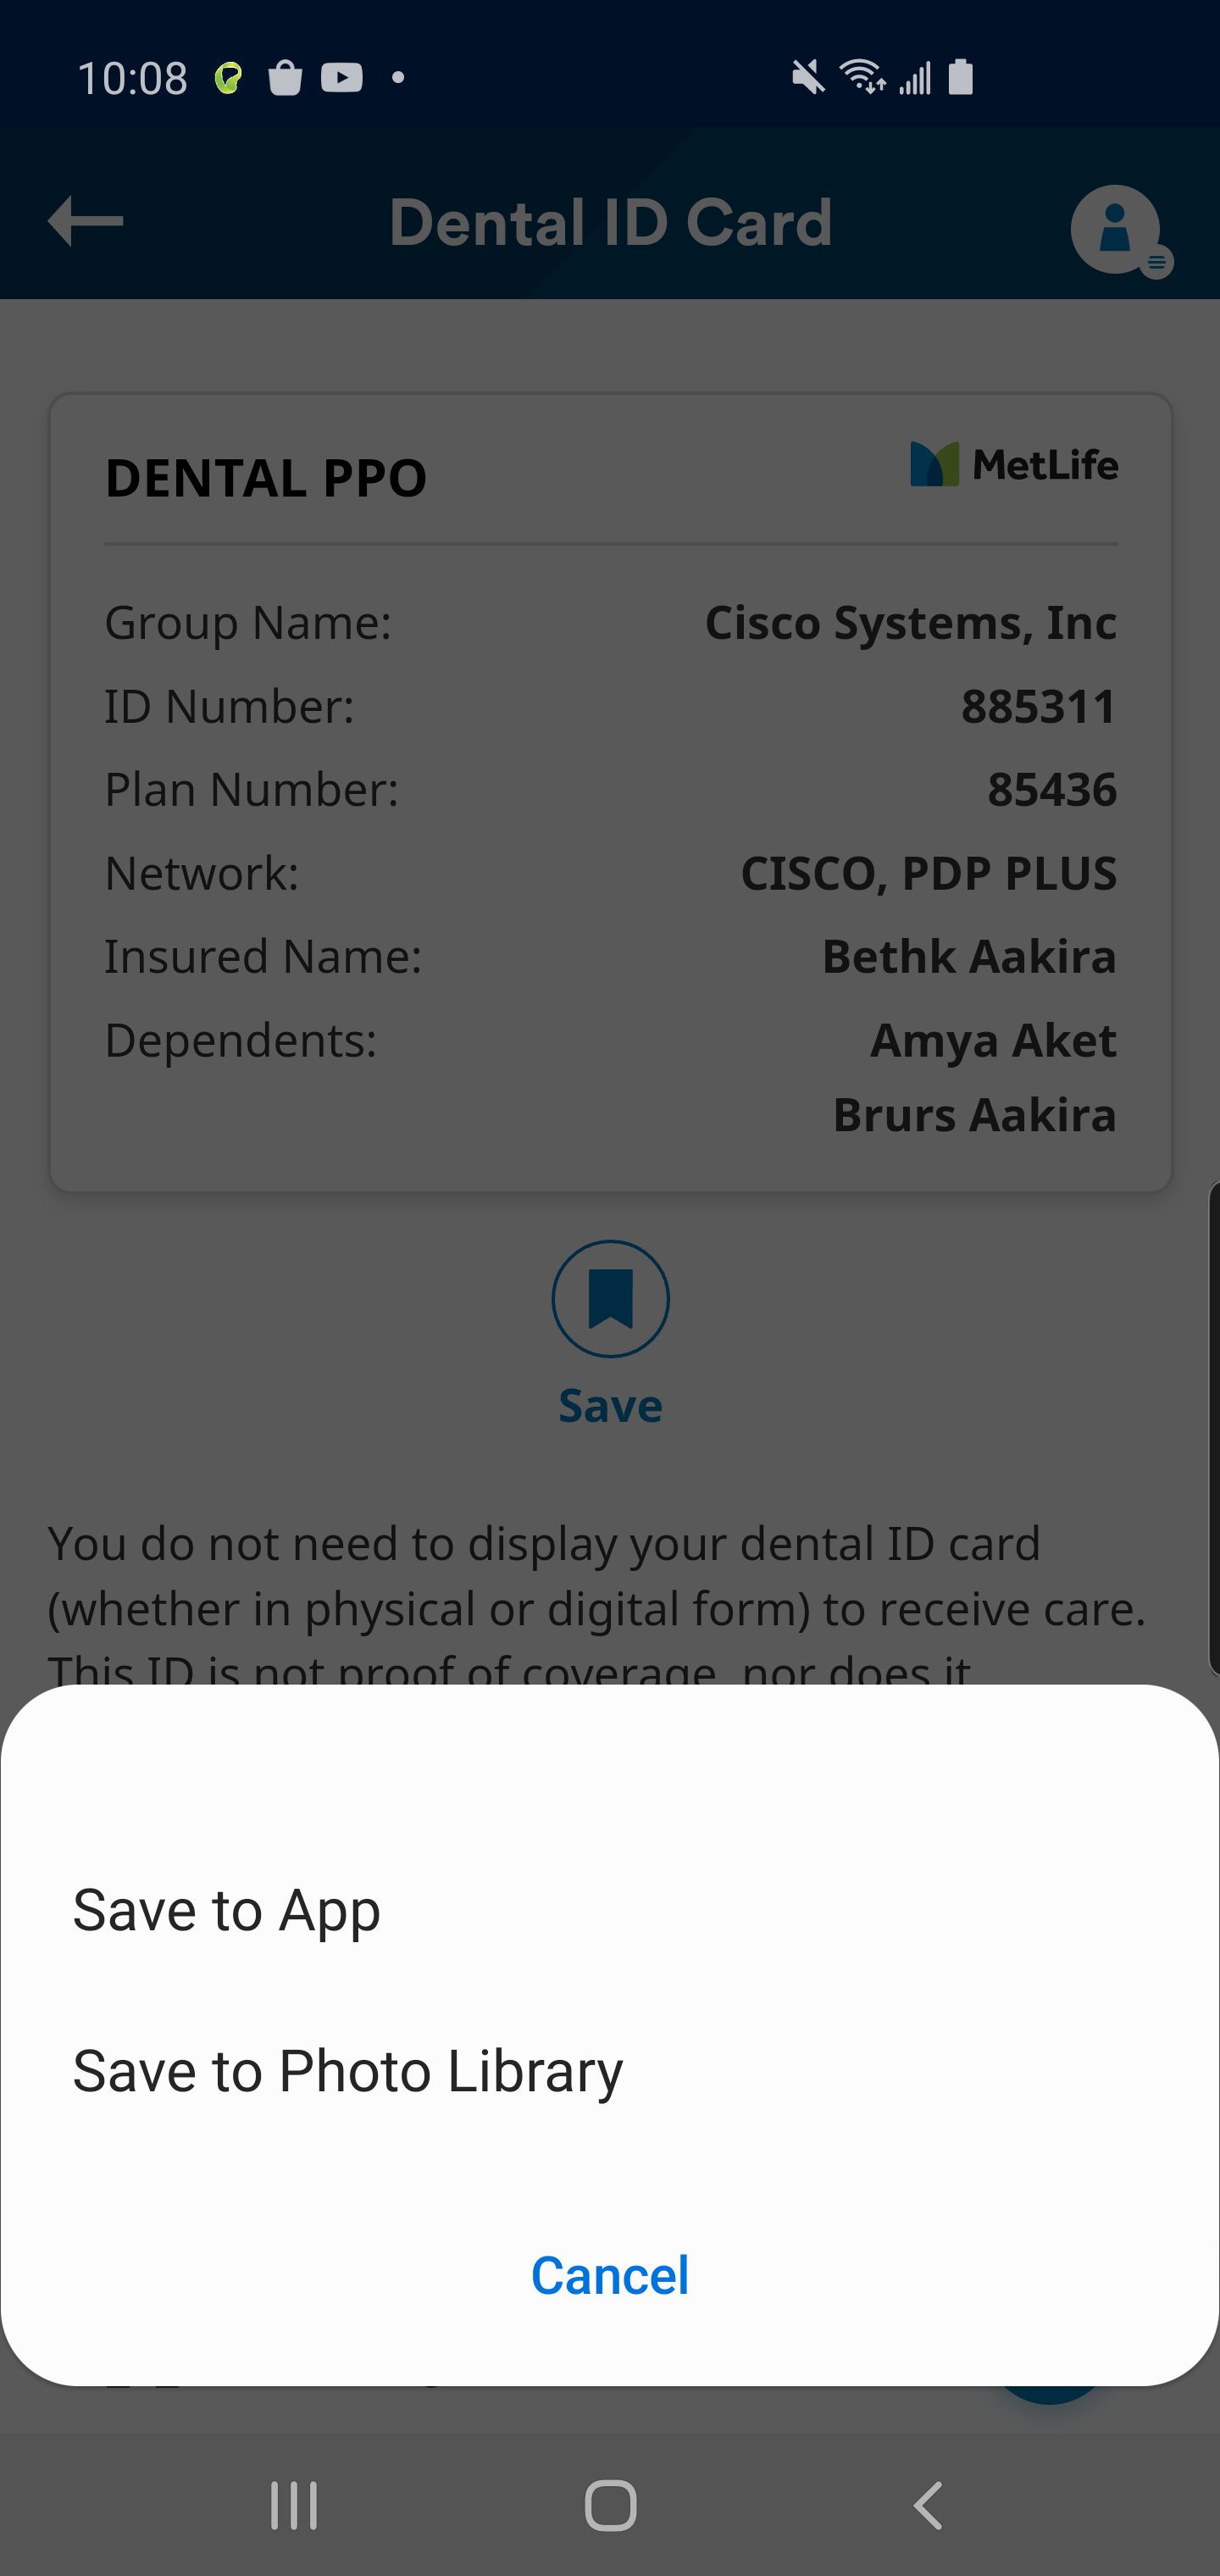 10:08
Dental ID Card
DENTAL PPO
MetLife
Group Name: Cisco Systems, Inc
ID Number: 885311
Plan Number: 85436
Network: CISCO, PDP PLUS
Insured Name: Bethk Aakira
Dependents: Amya Aket
Brurs Aakira
Save
You do not need to display your dental ID card
(whether in physical or digital form) to receive care.
This ID is not proof of coverage, nor does it
Save to App
Save to Photo Library
Cancel